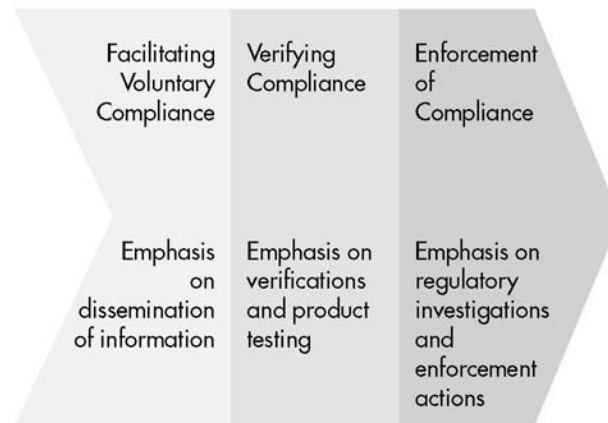 Facilitating
Voluntary
Compliance
Emphasis
on
dissemination
of information
Verifying
Compliance
Emphasis on
verifications
and product
testing
Enforcement
of
Compliance
Emphasis on
regulatory
investigations
and
enforcement
actions